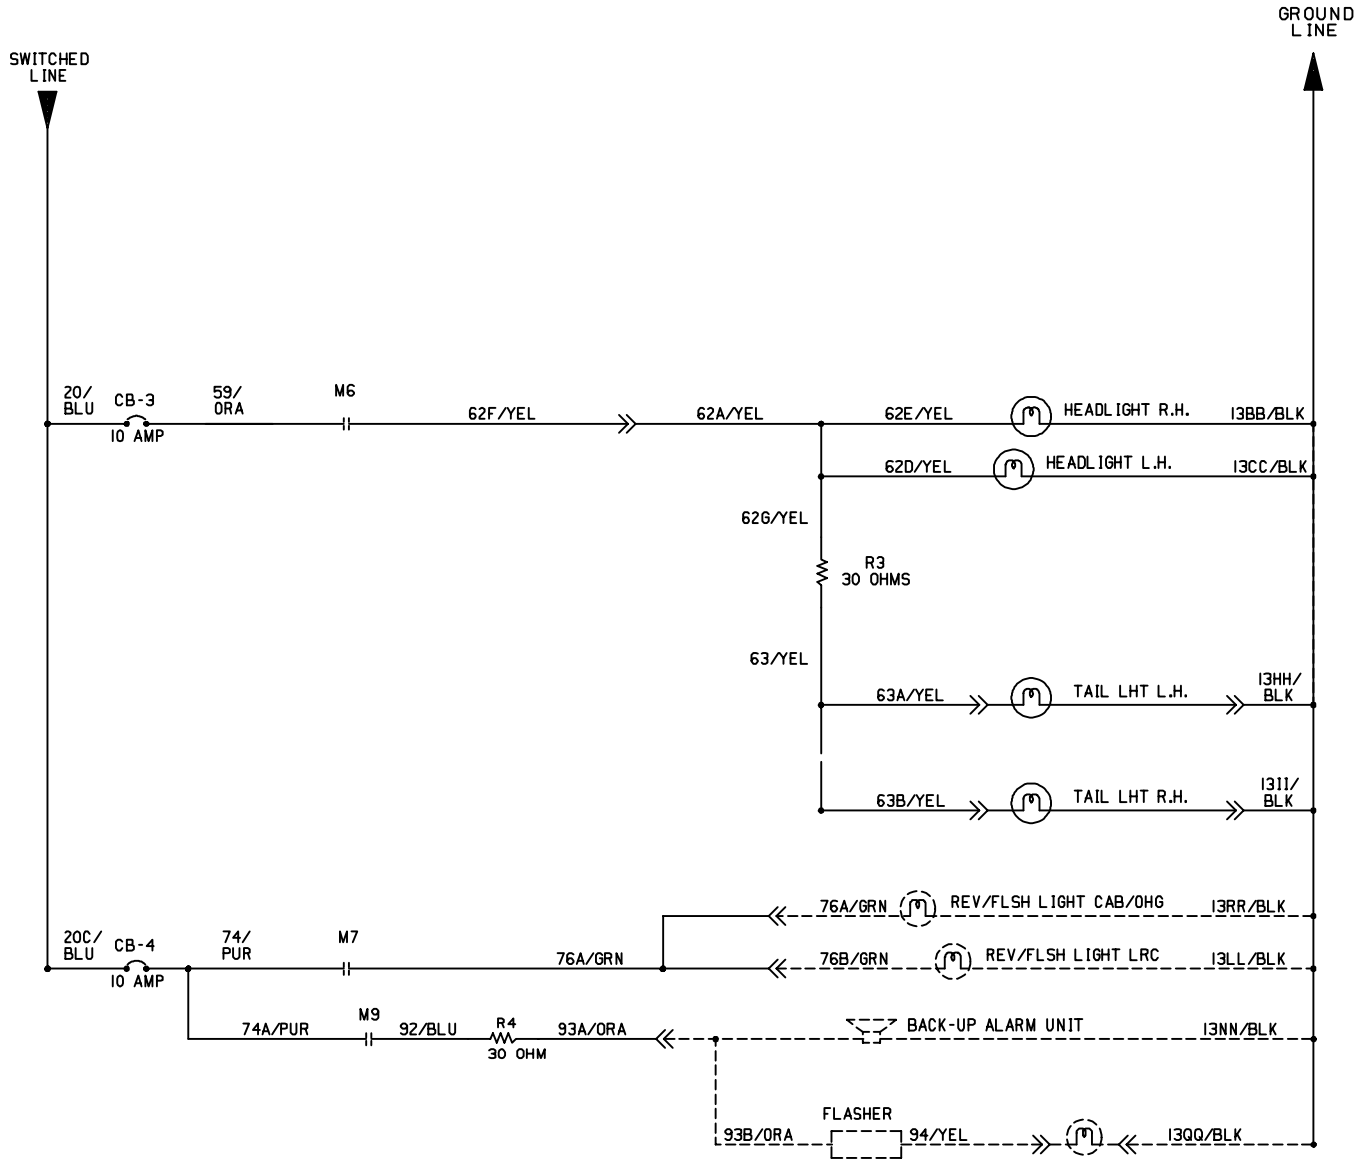 GROUND
LINE
SWITCHED
LINE
20/
BLU
CB-3
10 AMP
59/
ORA
M6
62F/YEL
62A/YEL
62E/YEL
HEADLIGHT R.H.
13BB/BLK
62D/YEL
HEADLIGHT L.H.
13CC/BLK
62G/YEL
R3
30 OHMS
63/YEL
63A/YEL
TAIL LHT L.H.
13HH/
BLK
63B/YEL
TAIL LHT R.H.
13II/
BLK
76A/GRN
REV/FLSH LIGHT CAB/OHG
13RR/BLK
20C/
BLU
CB-4
10 AMP
74/
PUR
M7
76A/GRN
76B/GRN
REV/FLSH LIGHT LRC
13LL/BLK
74A/PUR
M9
92/BLU
R4
30 OHM
93A/ORA
BACK-UP ALARM UNIT
13NN/BLK
93B/ORA
FLASHER
94/YEL
13QQ/BLK